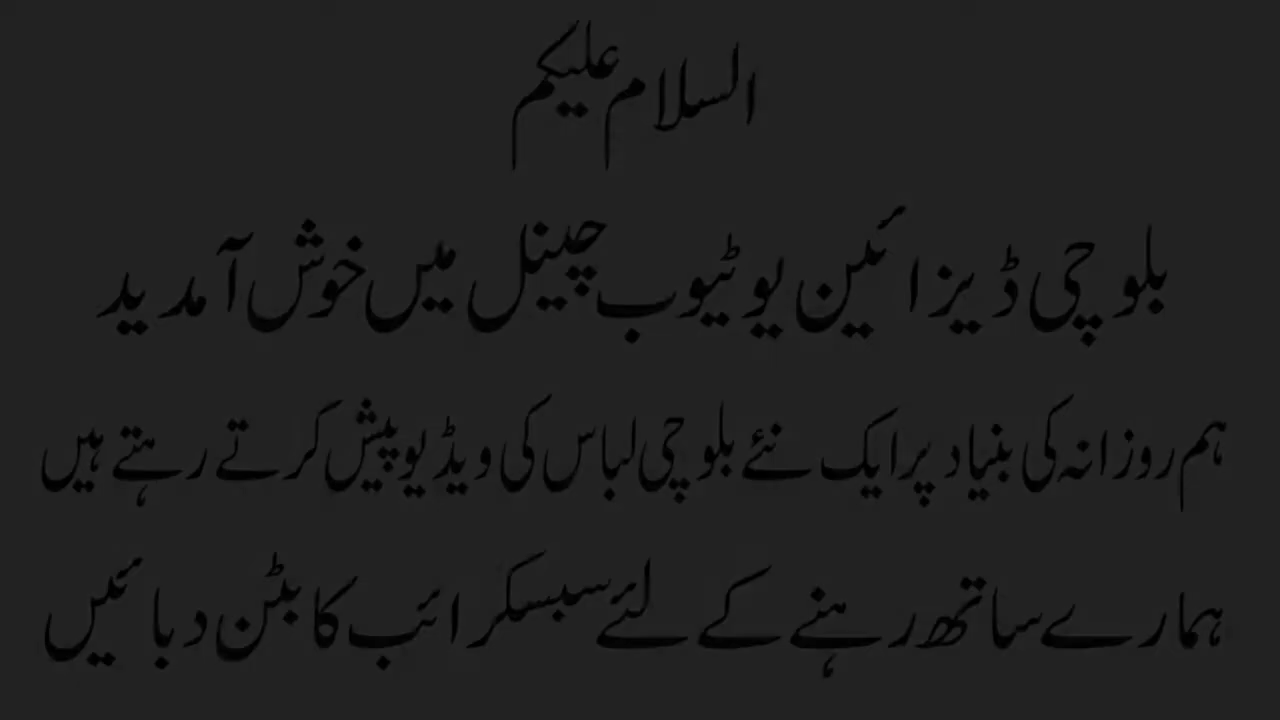 السلام علیکم
بلوچی ڈیزائین یوٹیوب چینل میں خوش آمدید
ہم روزانہ کی بنیاد پر ایک نئے بلوچی لباس کی ویڈیو پیش کرتے رہتے ہیں
ہمارے ساتھ رہنے کے لئے سبسکرائب کا بٹن دبائیں